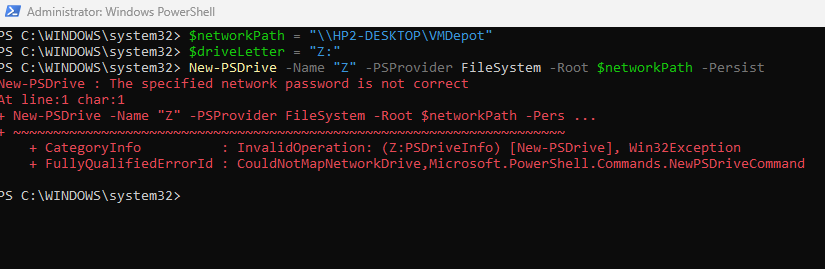 Administrator: Windows PowerShell
PS C:\WINDOWS\system32> $networkPath = "\\HP2-DESKTOP\VMDepot"
PS C:\WINDOWS\system32> $driveLetter = "Z:"
PS C:\WINDOWS\system32> New-PSDrive -Name "Z" -PSProvider FileSystem -Root $networkPath -Persist
New-PSDrive : The specified network password is not correct
At line:1 char:1
+ New-PSDrive -Name "Z" -PSProvider FileSystem -Root $networkPath -Pers ...
+ ~~~~~~~~~~~~~~~~~~~~~~~~~~~~~~~~~~~~~~~~~~~~~~~~~~~~~~~~~~~~~~~~~~~~~
+ CategoryInfo : InvalidOperation: (Z:PSDriveInfo) [New-PSDrive], Win32Exception
+ FullyQualifiedErrorId : CouldNotMapNetworkDrive,Microsoft.PowerShell.Commands.NewPSDriveCommand
PS C:\WINDOWS\system32>